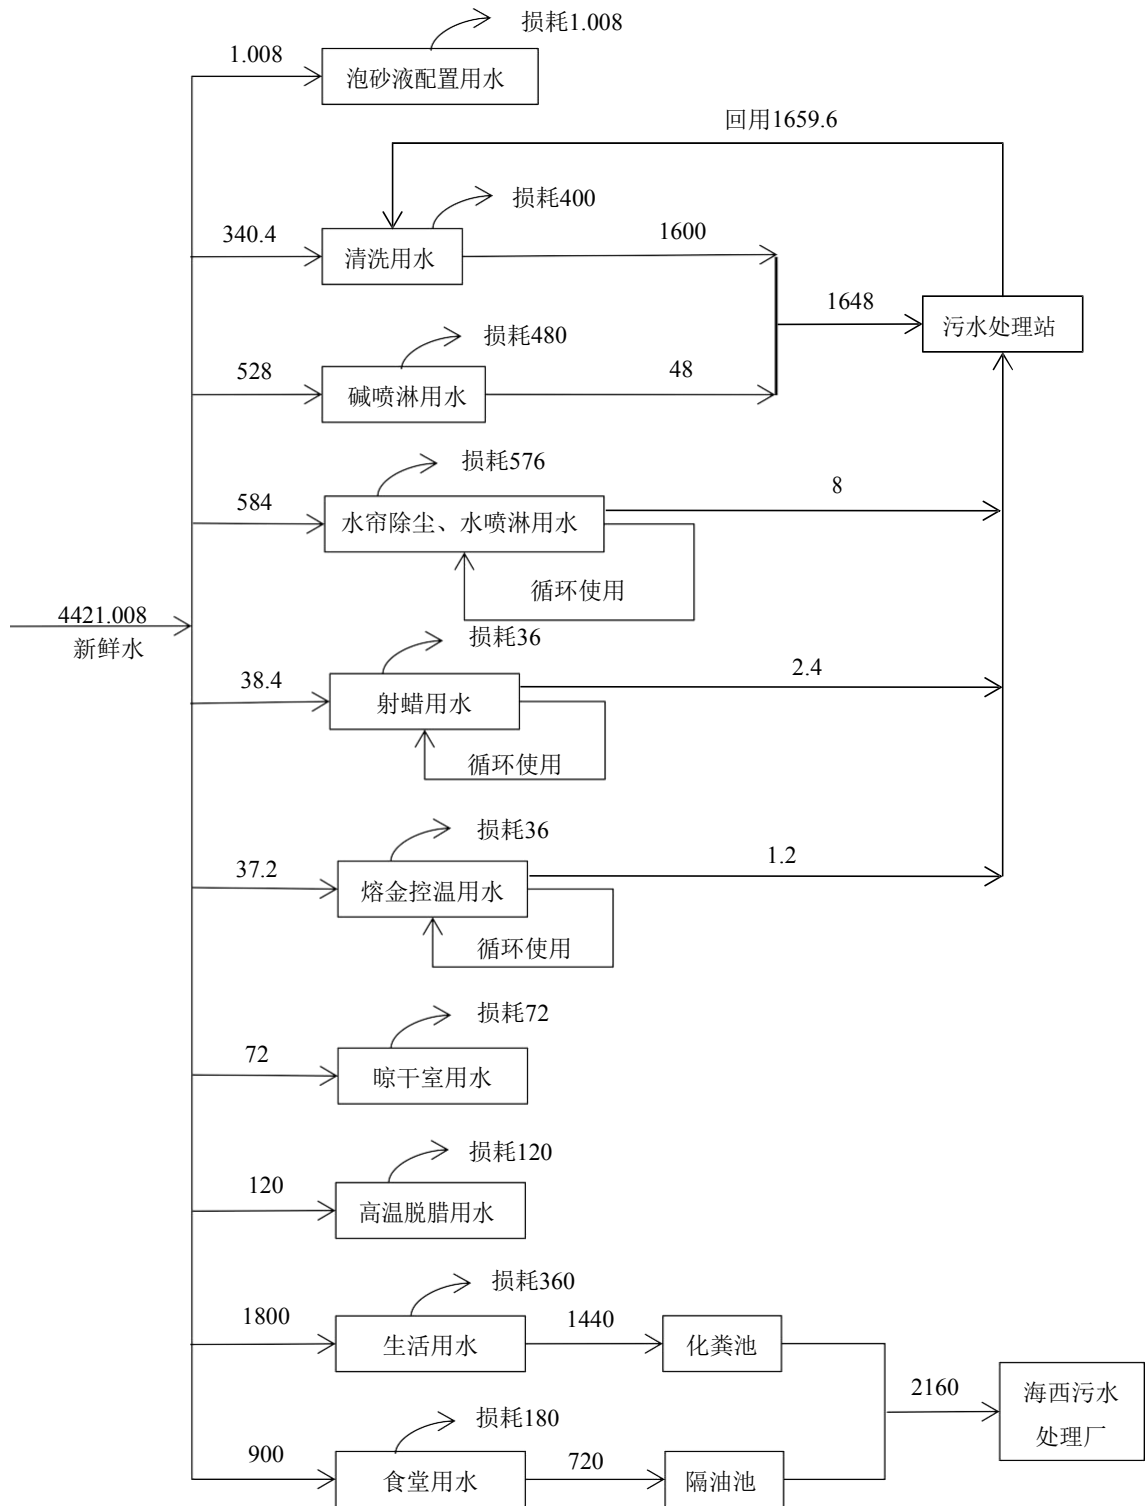 损耗1.008
1.008
泡砂液配置用水
回用1659.6
损耗400
340.4
清洗用水
1600
1648
污水处理站
损耗480
528
碱喷淋用水
48
损耗576
584
水帘除尘、水喷淋用水
8
循环使用
4421.008
新鲜水
损耗36
38.4
射蜡用水
2.4
循环使用
损耗36
37.2
熔金控温用水
1.2
循环使用
损耗72
72
晾干室用水
损耗120
120
高温脱腊用水
损耗360
1800
生活用水
1440
化粪池
2160
海西污水
处理厂
损耗180
900
食堂用水
720
隔油池